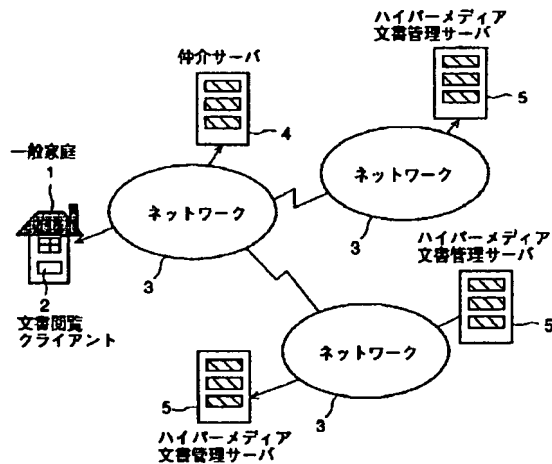 ハイパーメディア
文書管理サーバ
仲介サーバ
5
4
一般家庭
1
ネットワーク
ネットワーク
3
3
ハイパーメディア
文書管理サーバ
2
文書閲覧
クライアント
ネットワーク
5
5
3
ハイパーメディア
文書管理サーバ